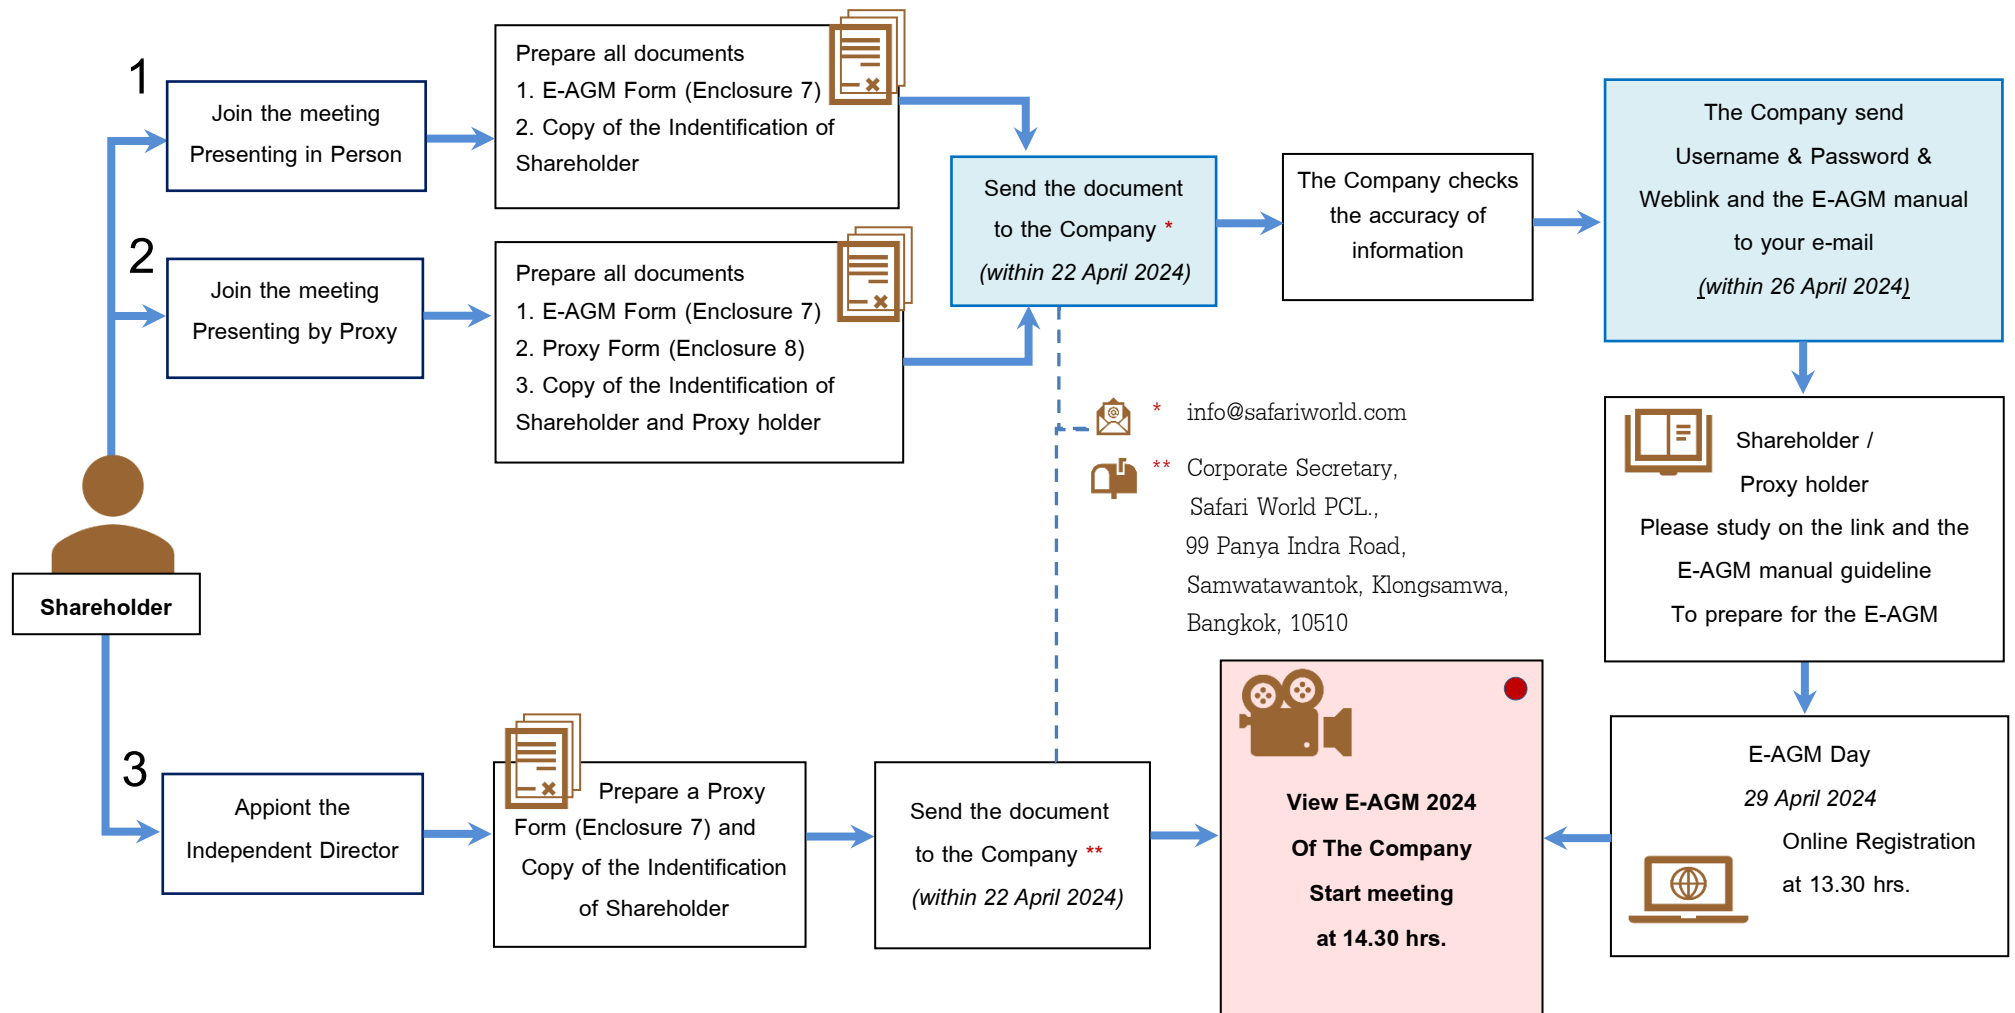 1
Join the meeting
Presenting in Person
Prepare all documents
1. E-AGM Form (Enclosure 7)
2. Copy of the Indentification of
Shareholder
2
Join the meeting
Presenting by Proxy
Prepare all documents
1. E-AGM Form (Enclosure 7)
2. Proxy Form (Enclosure 8)
3. Copy of the Indentification of
Shareholder and Proxy holder
Send the document
to the Company *
(within 22 April 2024)
The Company checks
the accuracy of
information
The Company send
Username & Password &
Weblink and the E-AGM manual
to your e-mail
(within 26 April 2024)
* info@safariworld.com
** Corporate Secretary,
Safari World PCL.,
99 Panya Indra Road,
Samwatawantok, Klongsamwa,
Bangkok, 10510
Shareholder /
Proxy holder
Please study on the link and the
E-AGM manual guideline
To prepare for the E-AGM
Shareholder
3
Appiont the
Independent Director
Prepare a Proxy
Form (Enclosure 7) and
Copy of the Indentification
of Shareholder
Send the document
to the Company **
(within 22 April 2024)
View E-AGM 2024
Of The Company
Start meeting
at 14.30 hrs.
E-AGM Day
29 April 2024
Online Registration
at 13.30 hrs.